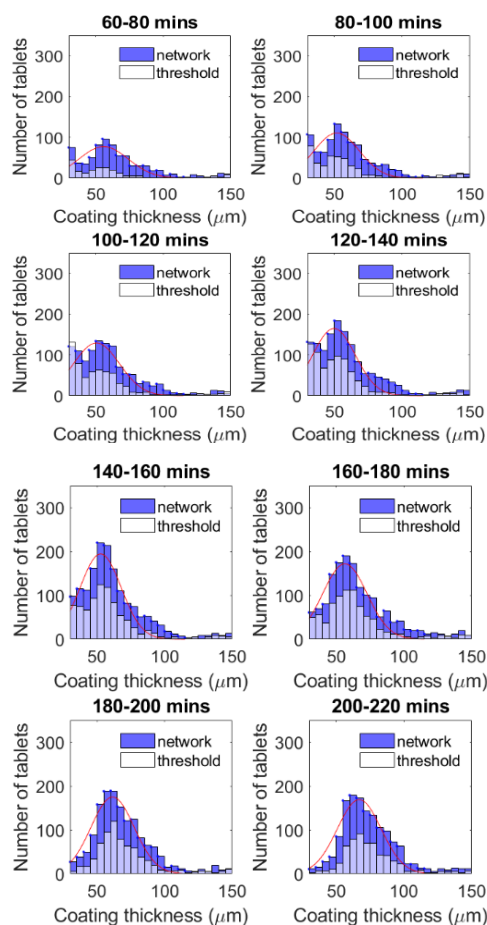 60-80 mins
Number of tablets
300
200
100
0
network
threshold
50
100
150
Coating thickness (μm)
80-100 mins
Number of tablets
300
200
100
0
network
threshold
50
100
150
Coating thickness (μm)
100-120 mins
Number of tablets
300
200
100
0
network
threshold
50
100
150
Coating thickness (μm)
120-140 mins
Number of tablets
300
200
100
0
network
threshold
50
100
150
Coating thickness (μm)
140-160 mins
Number of tablets
300
200
100
0
network
threshold
50
100
150
Coating thickness (μm)
160-180 mins
Number of tablets
300
200
100
0
network
threshold
50
100
150
Coating thickness (μm)
180-200 mins
Number of tablets
300
200
100
0
network
threshold
50
100
150
Coating thickness (μm)
200-220 mins
Number of tablets
300
200
100
0
network
threshold
50
100
150
Coating thickness (μm)